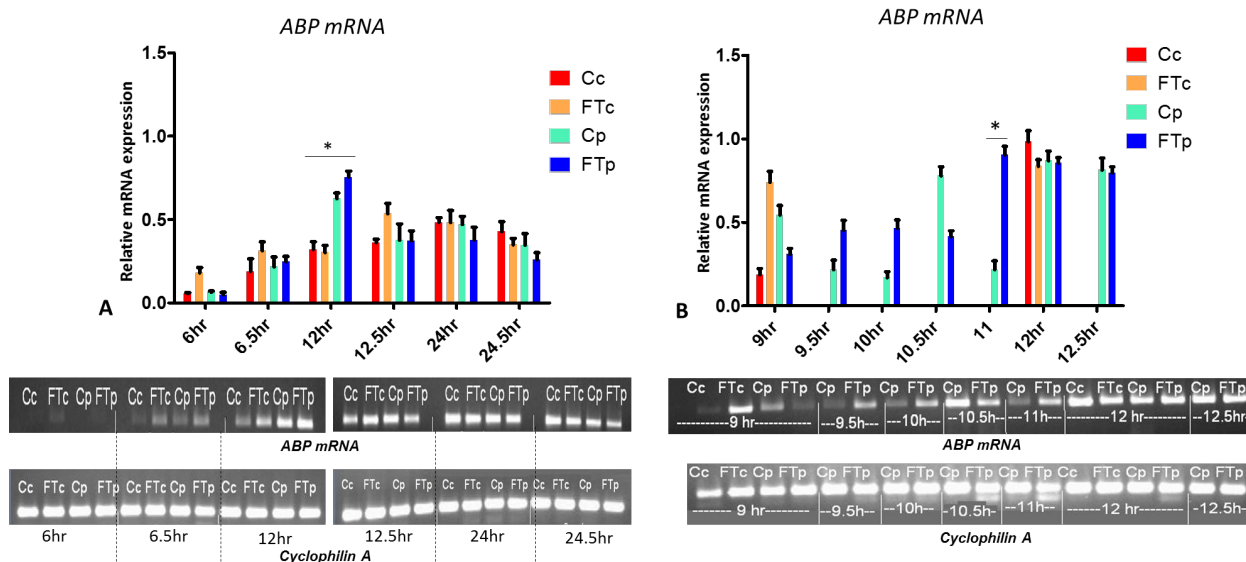 ABP mRNA
Relative mRNA expression
1.5
1.0
0.5
0.0
*
Cc
FTc
Cp
FTp
6hr 6.5hr 12hr 12.5hr 24hr 24.5hr
A
Cc FTc Cp FTp Cc FTc Cp FTp Cc FTc Cp FTp Cc FTc Cp FTp Cc FTc Cp FTp Cc FTc Cp FTp
ABP mRNA
Cc FTc Cp FTp Cc FTc Cp FTp Cc FTc Cp FTp Cc FTc Cp FTp Cc FTc Cp FTp Cc FTc Cp FTp
6hr 6.5hr 12hr 12.5hr 24hr 24.5hr
Cyclophilin A
ABP mRNA
Relative mRNA expression
1.5
1.0
0.5
0.0
*
Cc
FTc
Cp
FTp
9hr 9.5hr 10hr 10.5hr 11 12hr 12.5hr
B
Cc FTc Cp FTp Cp FTp Cp FTp Cp FTp Cp FTp Cc FTc Cp FTp Cp FTp
-----------9 hr---------- --9.5h-- ---10h--- --10.5h-- --11h--- -------12 hr-------- -12.5hr-
ABP mRNA
Cc FTc Cp FTp Cp FTp Cp FTp Cp FTp Cp FTp Cc FTc Cp FTp Cp FTp
-------- 9 hr -------- --9.5h--- --10h--- --10.5h-- --11h--- -------12 hr------- -12.5h-
Cyclophilin A